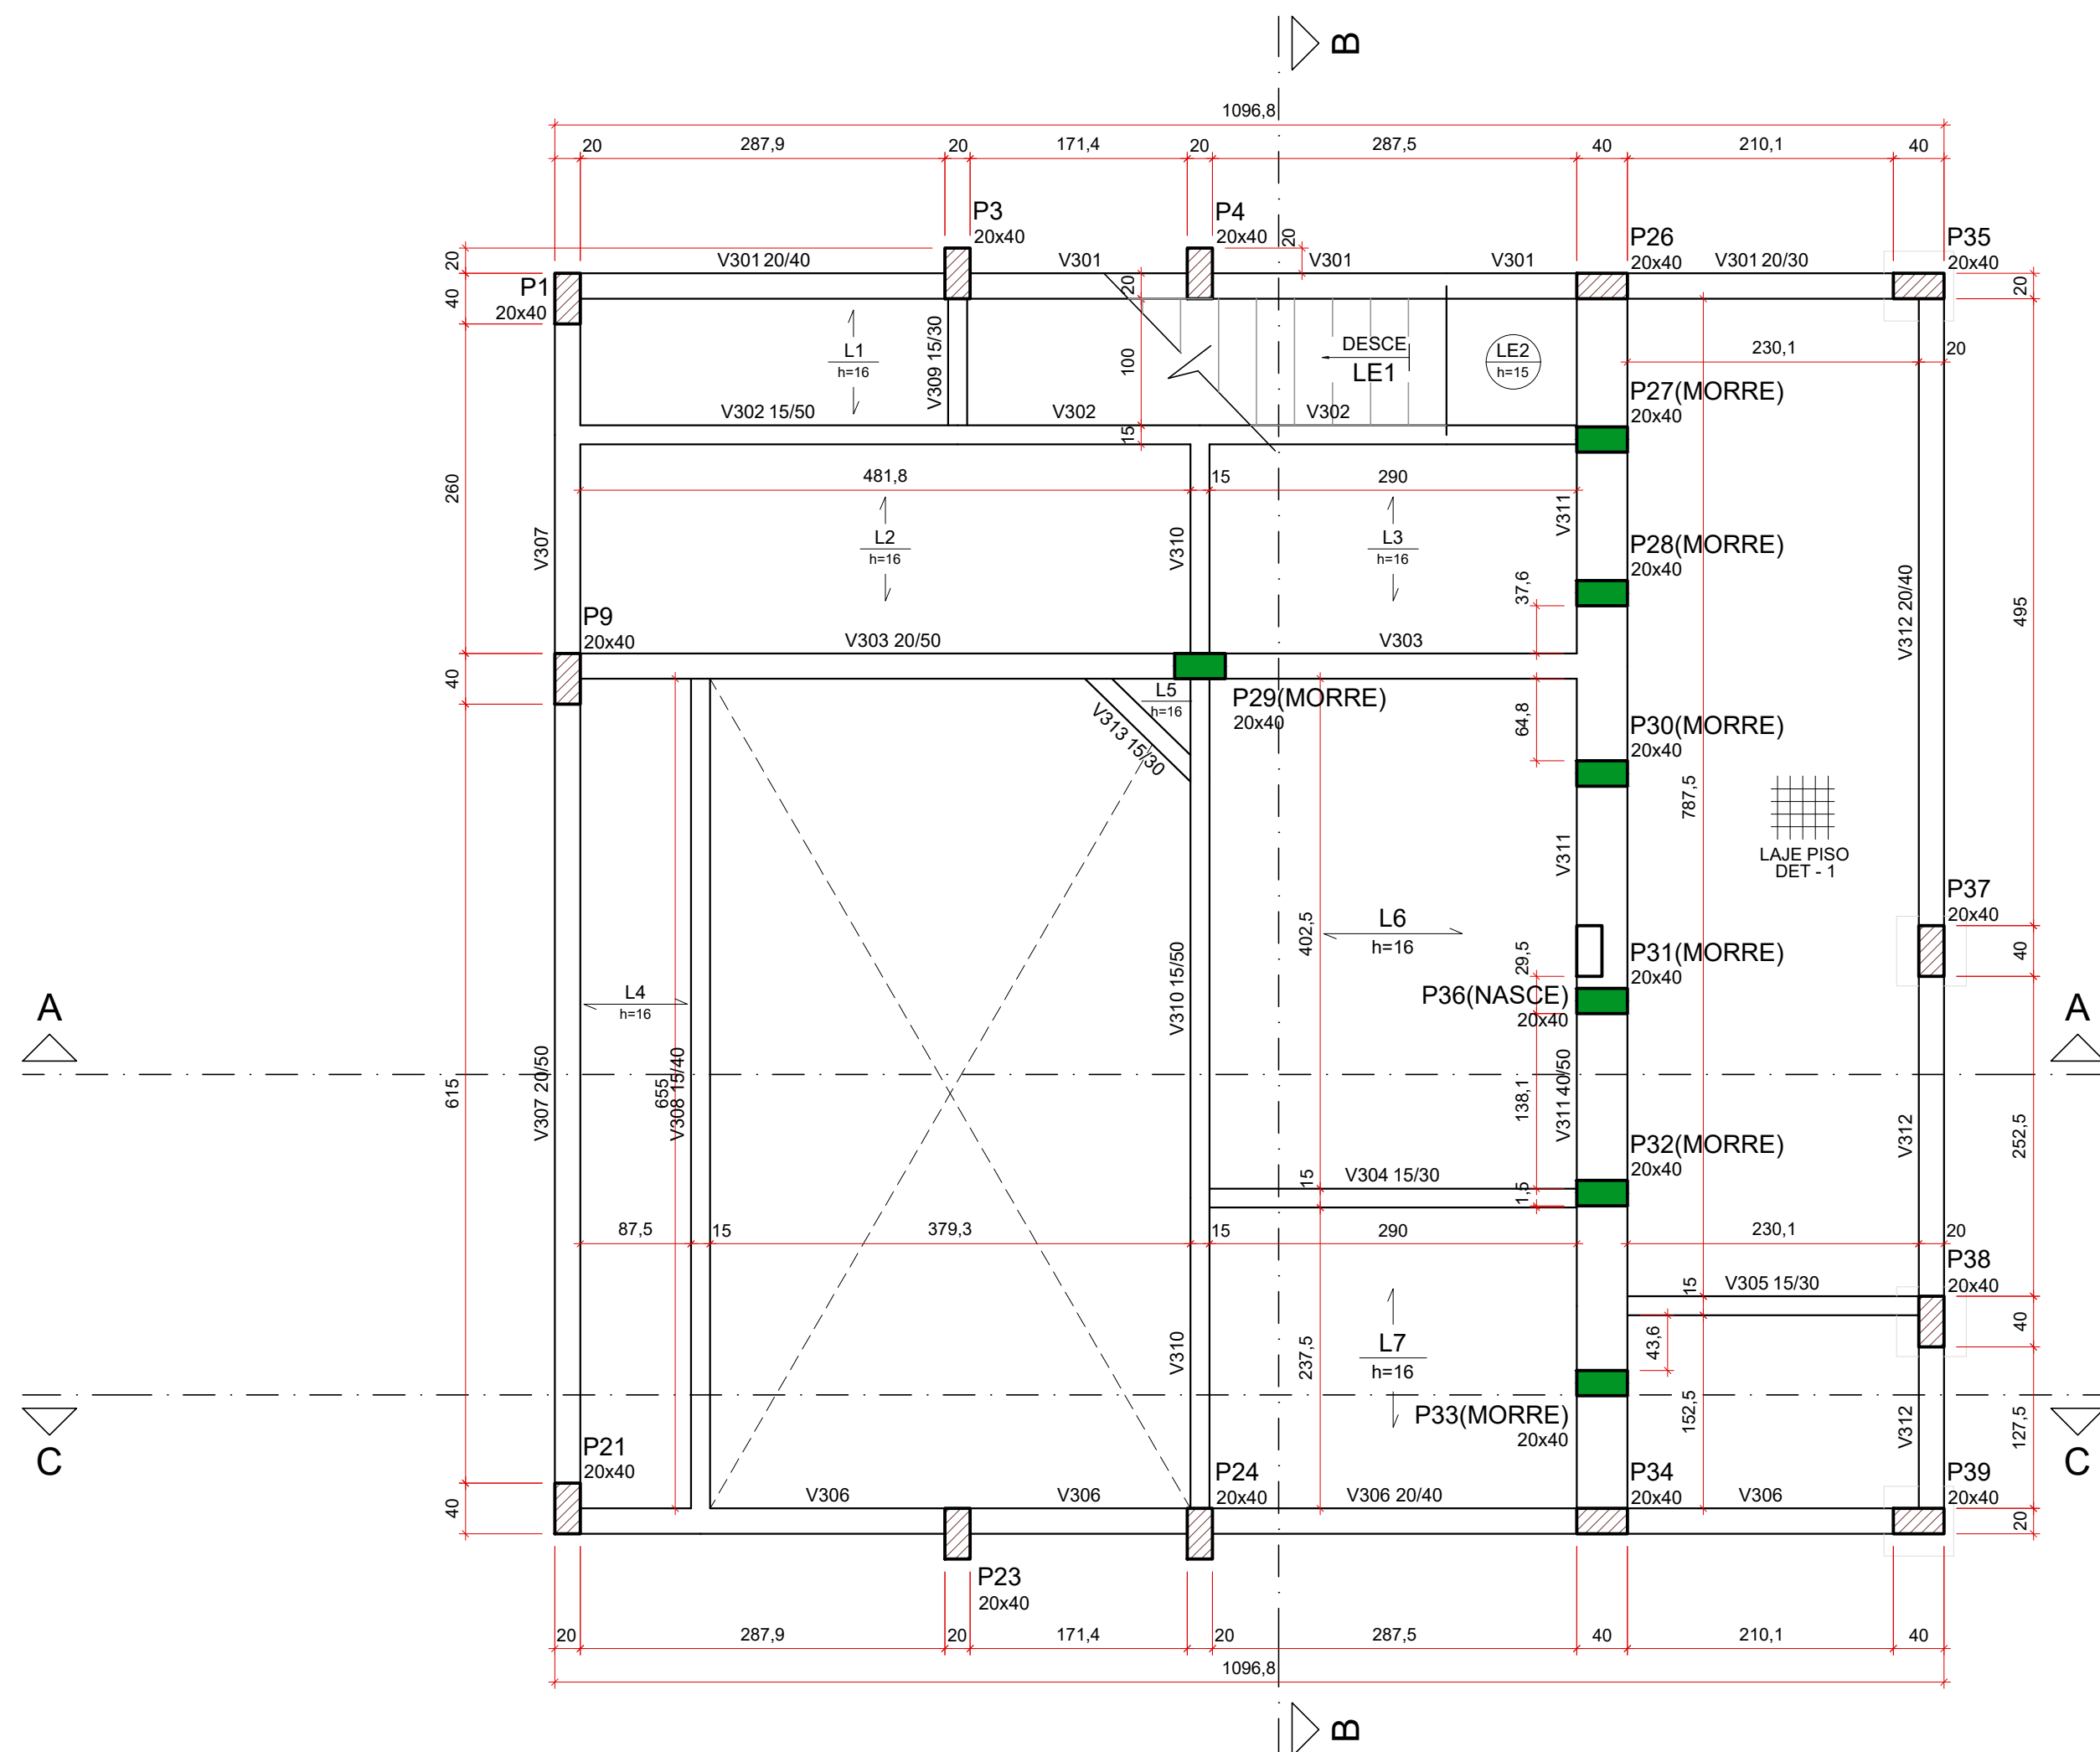 B
1096,8
20 287,9 20 171,4 20 287,5 40 210,1 40
P3
20x40
P4
20x40
20
P26
20x40
P35
20x40
V301 20/40
V301
V301
V301
V301 20/30
20
40
P1
20x40
20
20
L1
h=16
V309 15/30
100
DESCE
LE1
LE2
h=15
230,1
20
P27(MORRE)
20x40
V302 15/50
V302
V302
15
481,8
15
290
260
V307
L2
h=16
V310
L3
h=16
V311
37,6
P28(MORRE)
20x40
V312 20/40
495
P9
20x40
V303 20/50
V303
40
L5
h=16
V313 15/30
P29(MORRE)
20x40
64,8
P30(MORRE)
20x40
787,5
LAJE PISO
DET - 1
V311
P37
20x40
402,5
L6
h=16
29,5
P31(MORRE)
20x40
40
P36(NASCE)
20x40
V310 15/50
L4
h=16
A
A
615
V307 20/50
655
V308 15/40
138,1
V311 40/50
V312
252,5
P32(MORRE)
20x40
15
V304 15/30
1,5
87,5
15
379,3
15
290
230,1
20
P38
20x40
15
V305 15/30
40
V310
237,5
L7
h=16
43,6
152,5
V312
127,5
P33(MORRE)
20x40
C
C
P21
20x40
P24
20x40
P34
20x40
P39
20x40
V306
V306
V306 20/40
V306
40
20
P23
20x40
20 287,9 20 171,4 20 287,5 40 210,1 40
1096,8
B